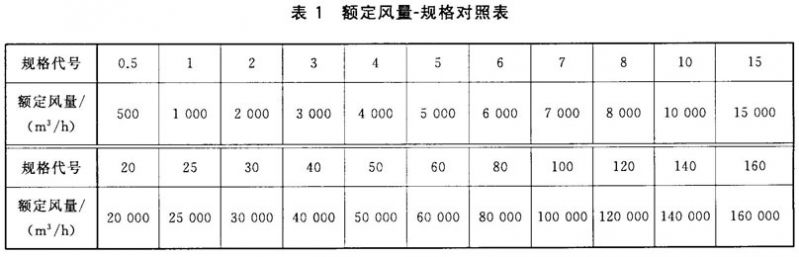 表 1 额定风量-规格对照表
规格代号 0.5 1 2 3 4 5 6 7 8 10 15
额定风量/
(m³/h) 500 1 000 2 000 3 000 4 000 5 000 6 000 7 000 8 000 10 000 15 000
规格代号 20 25 30 40 50 60 80 100 120 140 160
额定风量/
(m³/h) 20 000 25 000 30 000 40 000 50 000 60 000 80 000 100 000 120 000 140 000 160 000